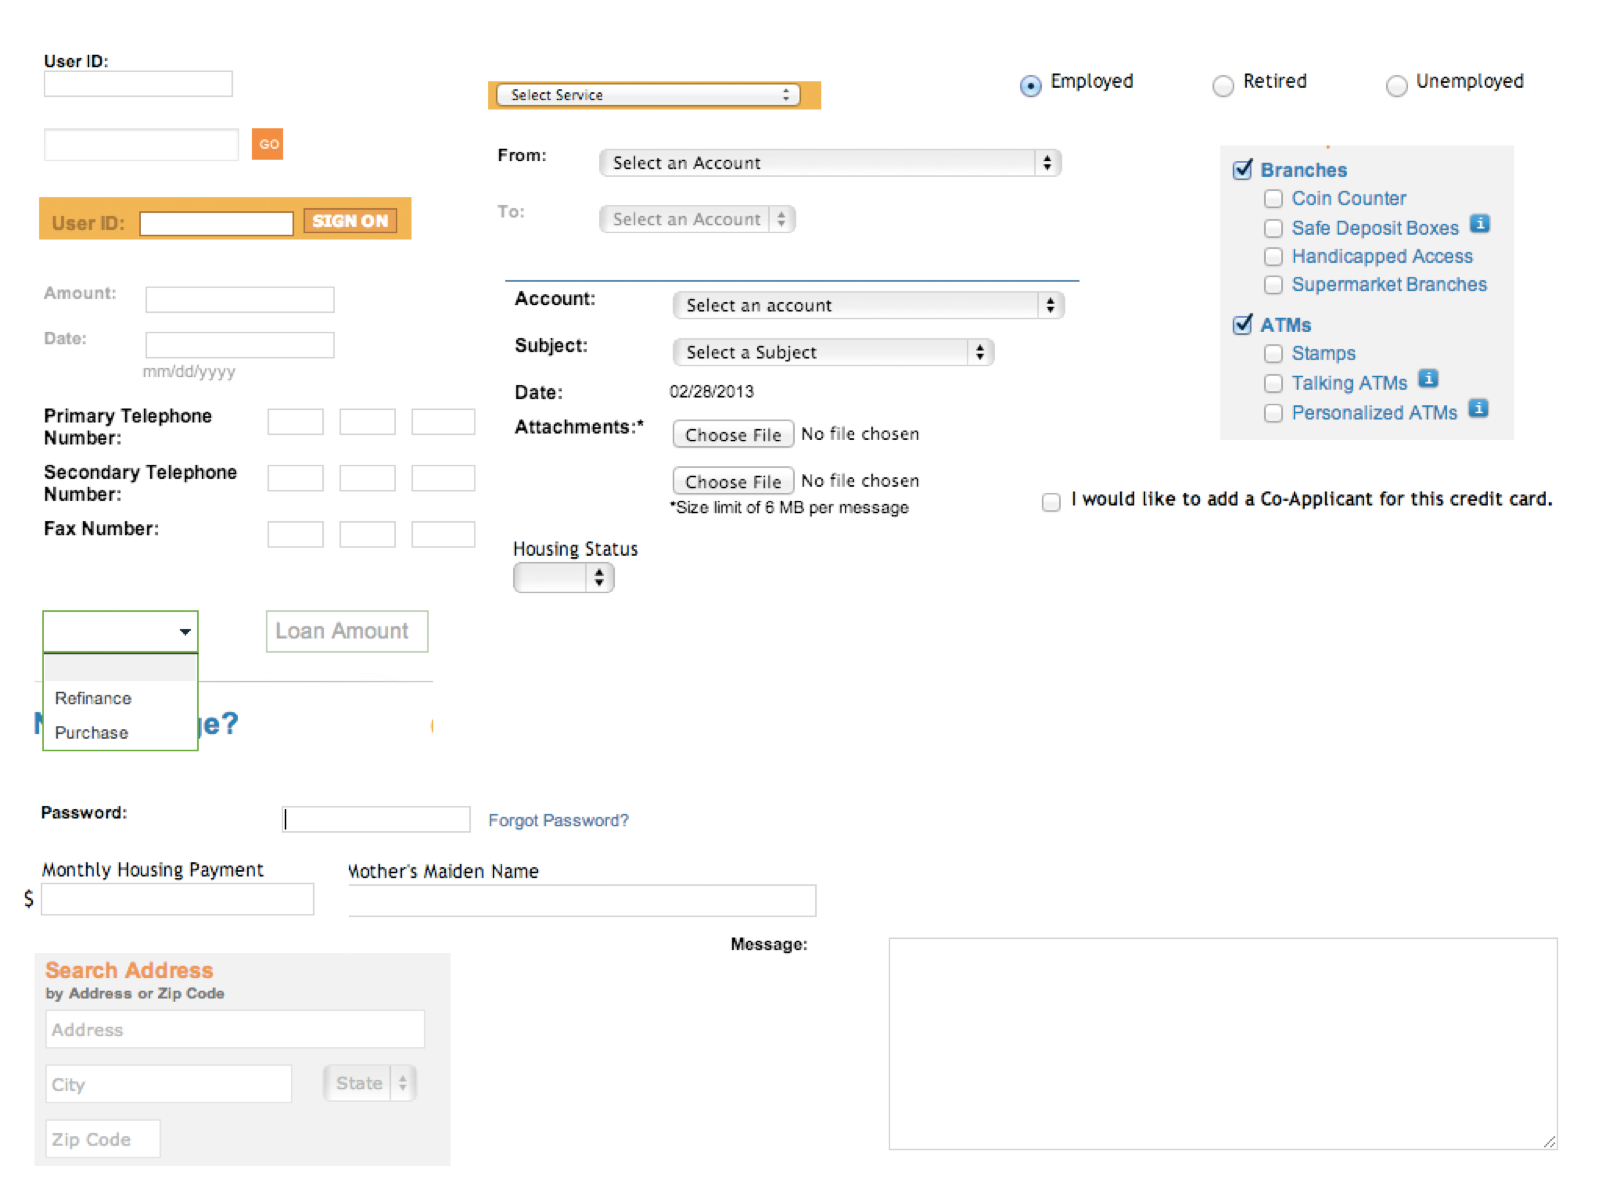 User ID:
GO
User ID: SIGN ON
Amount:
Date:
mm/dd/yyyy
Primary Telephone
Number:
Secondary Telephone
Number:
Fax Number:
Loan Amount
Refinance
Purchase
ge?
Select Service
From: Select an Account
To: Select an Account
Account: Select an account
Subject: Select a Subject
Date: 02/28/2013
Attachments:* Choose File No file chosen
Choose File No file chosen
*Size limit of 6 MB per message
Housing Status
Employed Retired Unemployed
Branches
Coin Counter
Safe Deposit Boxes i
Handicapped Access
Supermarket Branches
ATMs
Stamps
Talking ATMs i
Personalized ATMs i
I would like to add a Co-Applicant for this credit card.
Password: Forgot Password?
Monthly Housing Payment
$
Mother's Maiden Name
Search Address
by Address or Zip Code
Address
City State
Zip Code
Message: